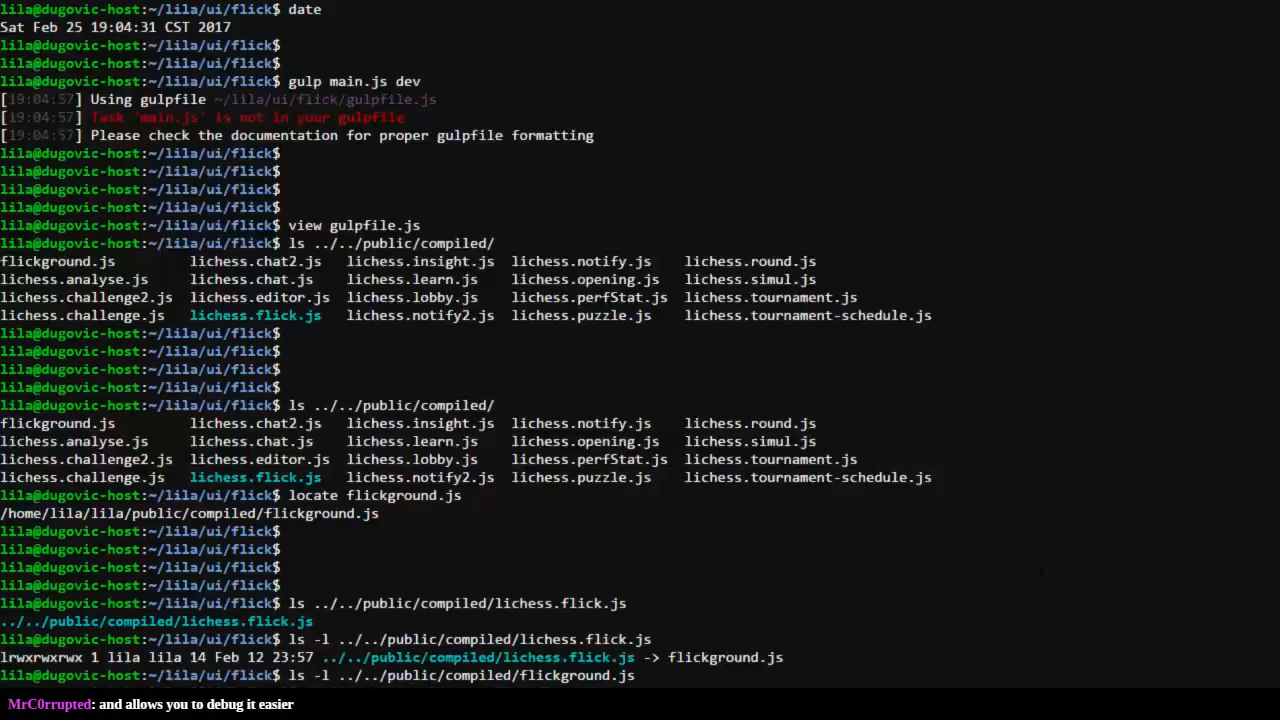 lila@dugovic-host:~/lila/ui/flick$ date
Sat Feb 25 19:04:31 CST 2017
lila@dugovic-host:~/lila/ui/flick$
lila@dugovic-host:~/lila/ui/flick$
lila@dugovic-host:~/lila/ui/flick$ gulp main.js dev
[19:04:57] Using gulpfile ~/lila/ui/flick/gulpfile.js
[19:04:57] Task 'main.js' is not in your gulpfile
[19:04:57] Please check the documentation for proper gulpfile formatting
lila@dugovic-host:~/lila/ui/flick$
lila@dugovic-host:~/lila/ui/flick$
lila@dugovic-host:~/lila/ui/flick$
lila@dugovic-host:~/lila/ui/flick$
lila@dugovic-host:~/lila/ui/flick$ view gulpfile.js
lila@dugovic-host:~/lila/ui/flick$ ls ../../public/compiled/
flickground.js lichess.chat2.js lichess.insight.js lichess.notify.js lichess.round.js
lichess.analyse.js lichess.chat.js lichess.learn.js lichess.opening.js lichess.simul.js
lichess.challenge2.js lichess.editor.js lichess.lobby.js lichess.perfStat.js lichess.tournament.js
lichess.challenge.js lichess.flick.js lichess.notify2.js lichess.puzzle.js lichess.tournament-schedule.js
lila@dugovic-host:~/lila/ui/flick$
lila@dugovic-host:~/lila/ui/flick$
lila@dugovic-host:~/lila/ui/flick$
lila@dugovic-host:~/lila/ui/flick$
lila@dugovic-host:~/lila/ui/flick$ ls ../../public/compiled/
flickground.js lichess.chat2.js lichess.insight.js lichess.notify.js lichess.round.js
lichess.analyse.js lichess.chat.js lichess.learn.js lichess.opening.js lichess.simul.js
lichess.challenge2.js lichess.editor.js lichess.lobby.js lichess.perfStat.js lichess.tournament.js
lichess.challenge.js lichess.flick.js lichess.notify2.js lichess.puzzle.js lichess.tournament-schedule.js
lila@dugovic-host:~/lila/ui/flick$ locate flickground.js
/home/lila/lila/public/compiled/flickground.js
lila@dugovic-host:~/lila/ui/flick$
lila@dugovic-host:~/lila/ui/flick$
lila@dugovic-host:~/lila/ui/flick$
lila@dugovic-host:~/lila/ui/flick$
lila@dugovic-host:~/lila/ui/flick$ ls ../../public/compiled/lichess.flick.js
../../public/compiled/lichess.flick.js
lila@dugovic-host:~/lila/ui/flick$ ls -l ../../public/compiled/lichess.flick.js
lrwxrwxrwx 1 lila lila 14 Feb 12 23:57 ../../public/compiled/lichess.flick.js -> flickground.js
lila@dugovic-host:~/lila/ui/flick$ ls -l ../../public/compiled/flickground.js
MrC0rrupted: and allows you to debug it easier